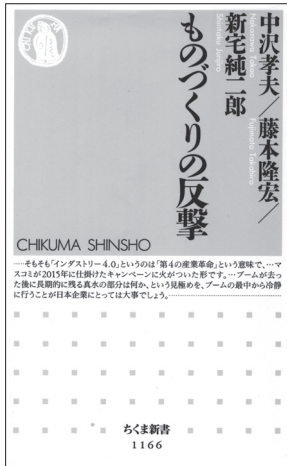 中沢孝夫／藤本隆宏／
Nakazawa Takao
Fujimoto Takahiro
新宅純二郎
Shintaku Junjiro
ものづくりの反撃
CHIKUMA SHINSHO
……そもそも「インダストリー4.0」というのは「第4の産業革命」という意味で、…マ
スコミが2015年に仕掛けたキャンペーンに火がついた形です。…ブームが去っ
た後に長期的に残る真水の部分は何か、という見極めを、ブームの最中から冷静
に行うことが日本企業にとっては大事でしょう。……………
ちくま新書
1166